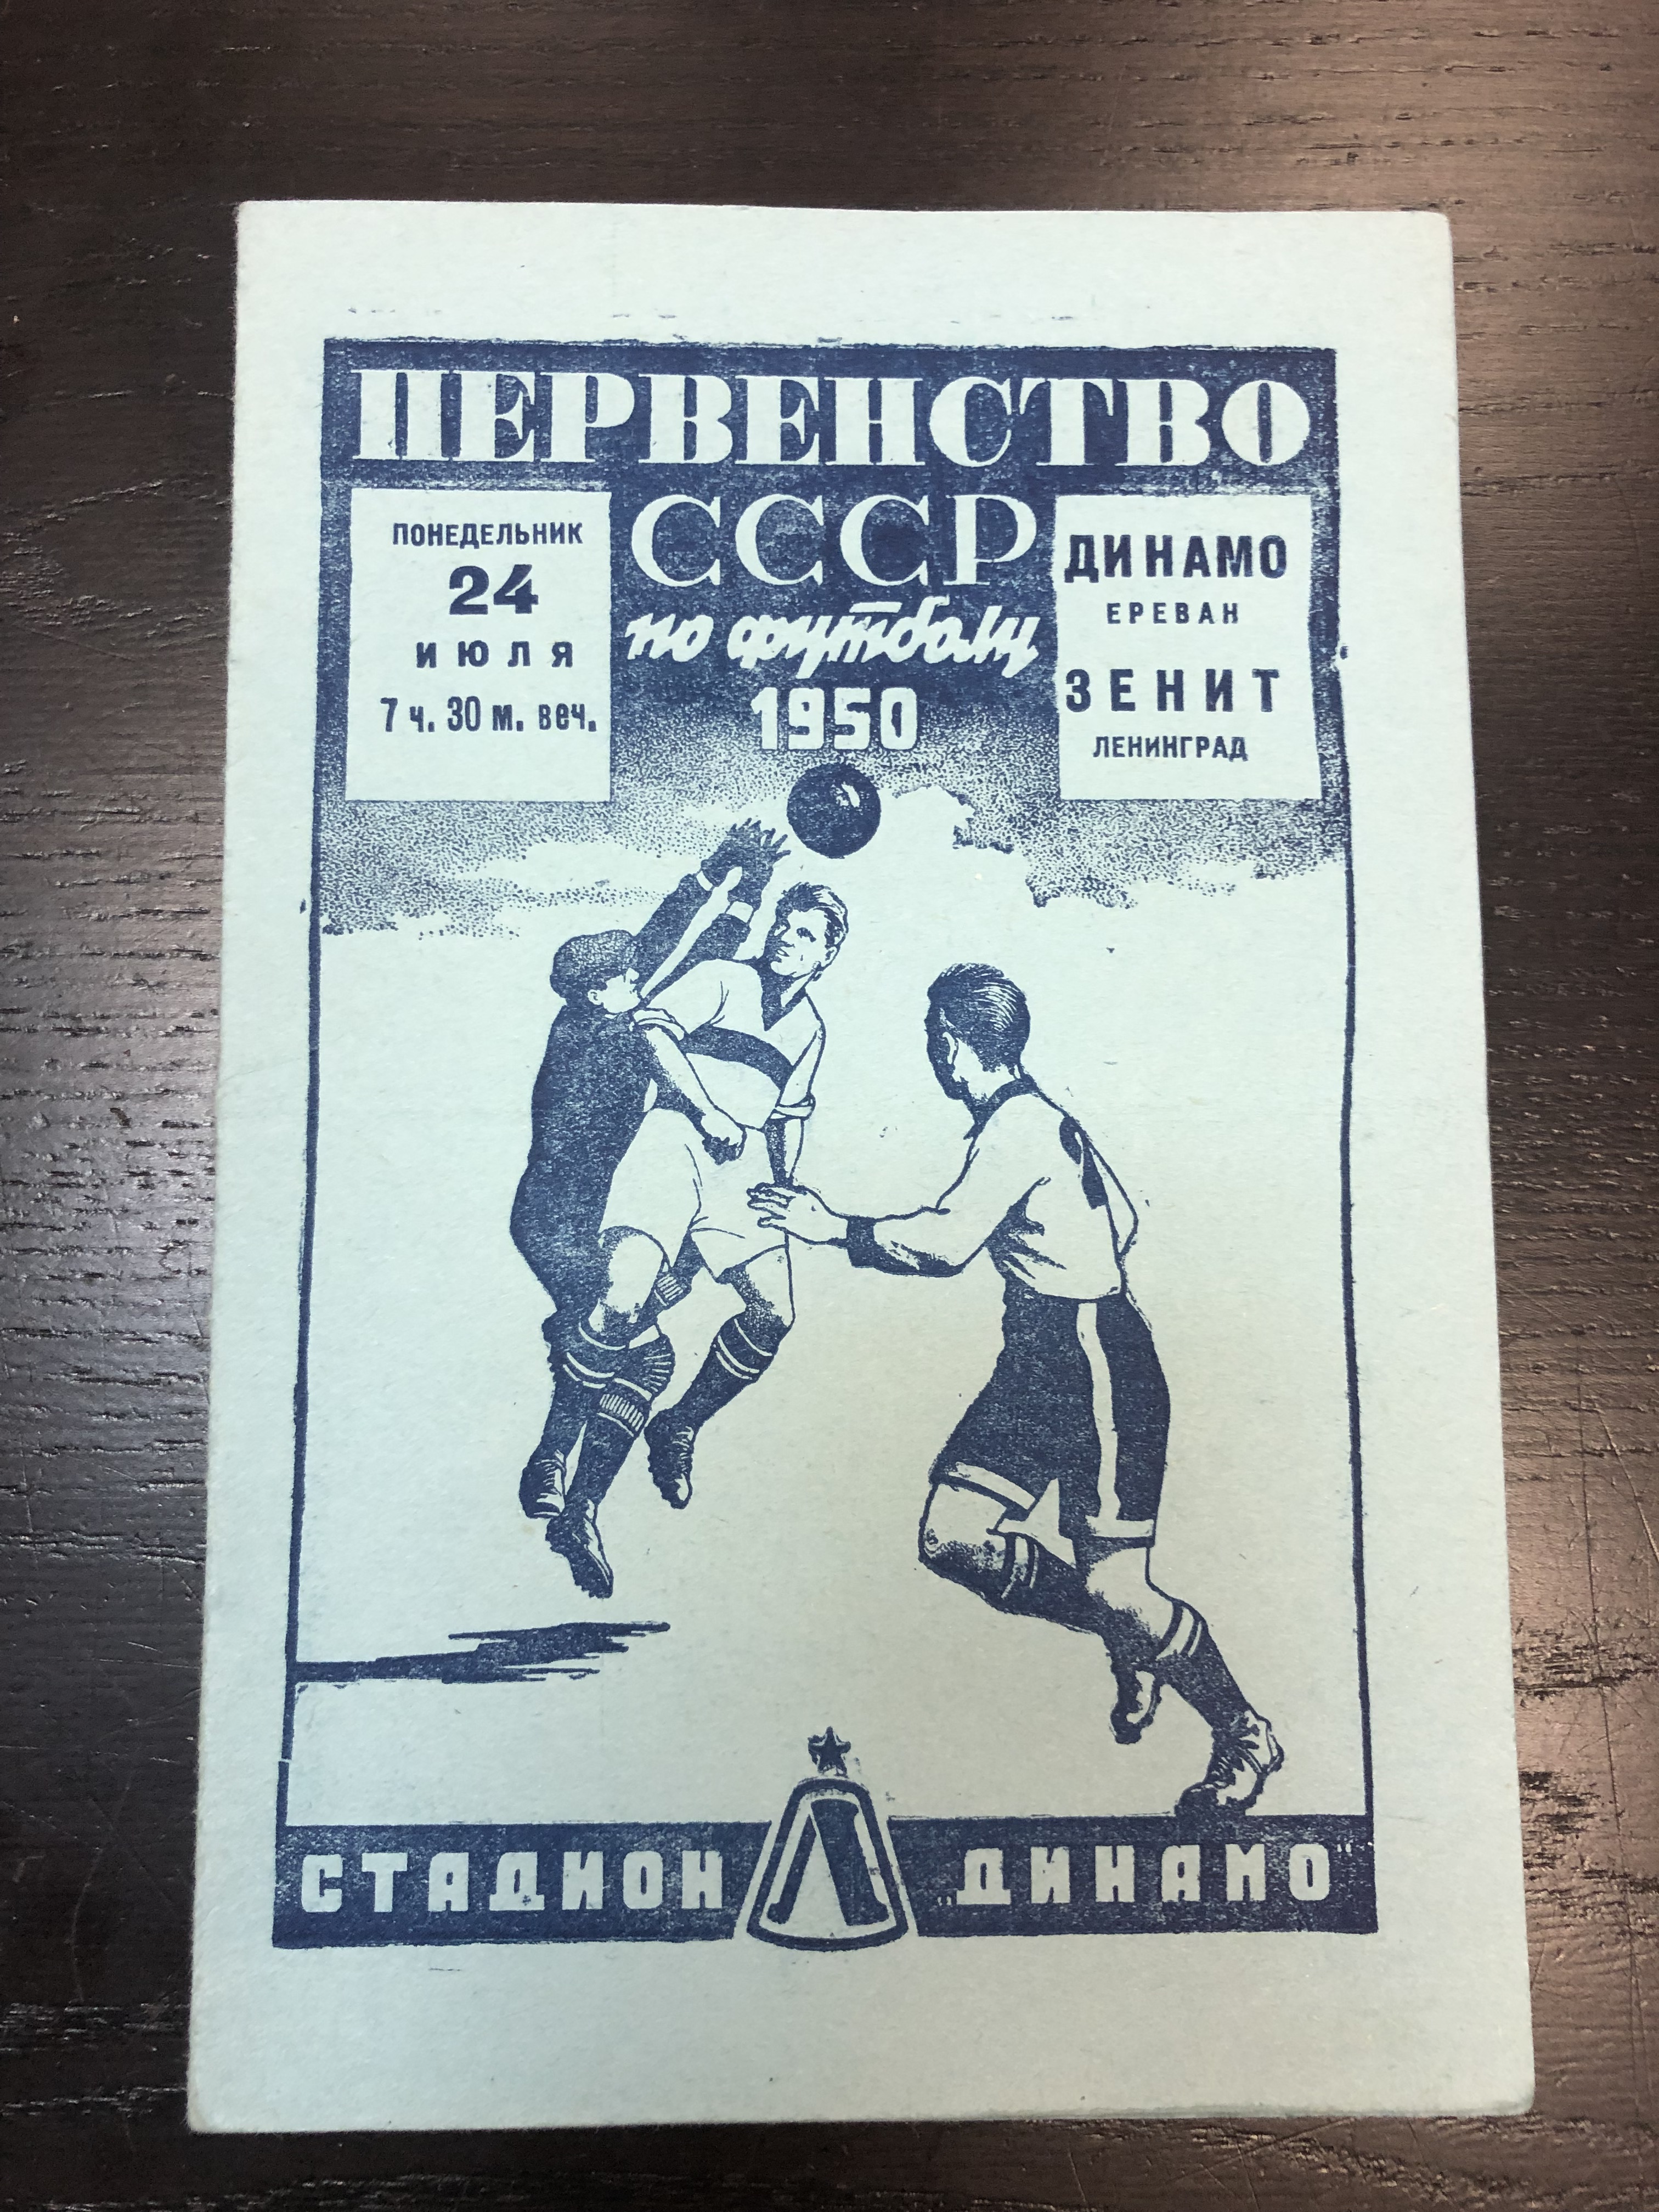 ПЕРВЕНСТВО
СССР
по футболу
1950
ПОНЕДЕЛЬНИК
24
ИЮЛЯ
7 ч. 30 м. веч.
ДИНАМО
ЕРЕВАН
ЗЕНИТ
ЛЕНИНГРАД
Л
СТАДИОН „ДИНАМО"